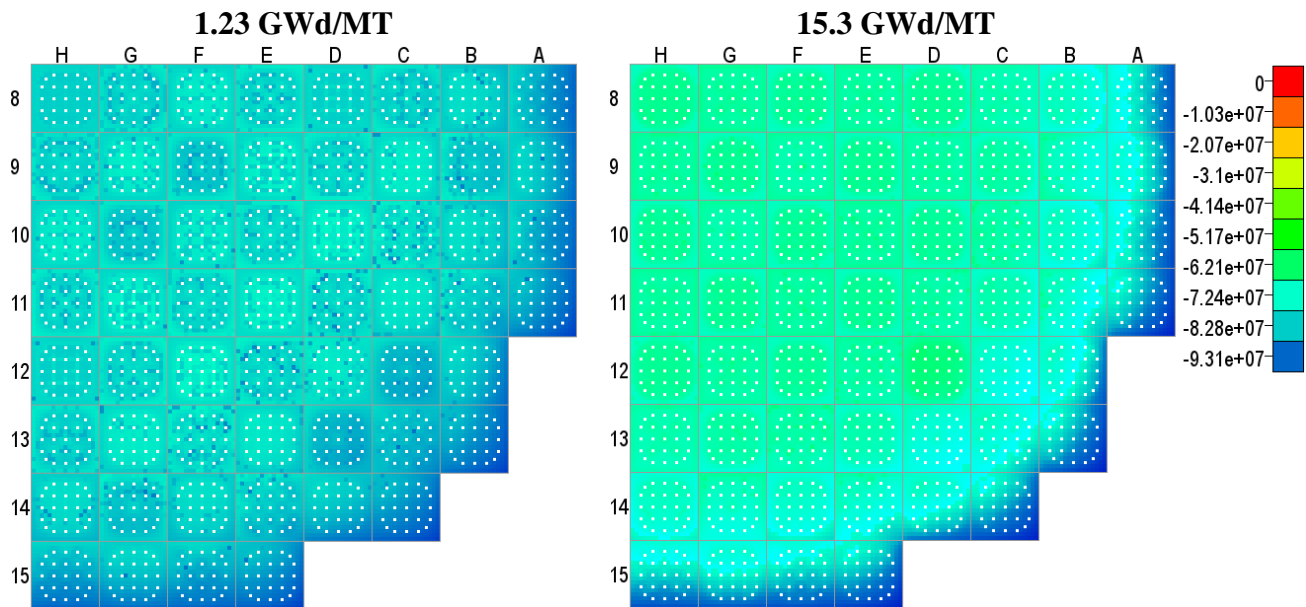 1.23 GWd/MT
H G F E D C B A
8
9
10
11
12
13
14
15
15.3 GWd/MT
H G F E D C B A
8
9
10
11
12
13
14
15
0
-1.03e+07
-2.07e+07
-3.1e+07
-4.14e+07
-5.17e+07
-6.21e+07
-7.24e+07
-8.28e+07
-9.31e+07